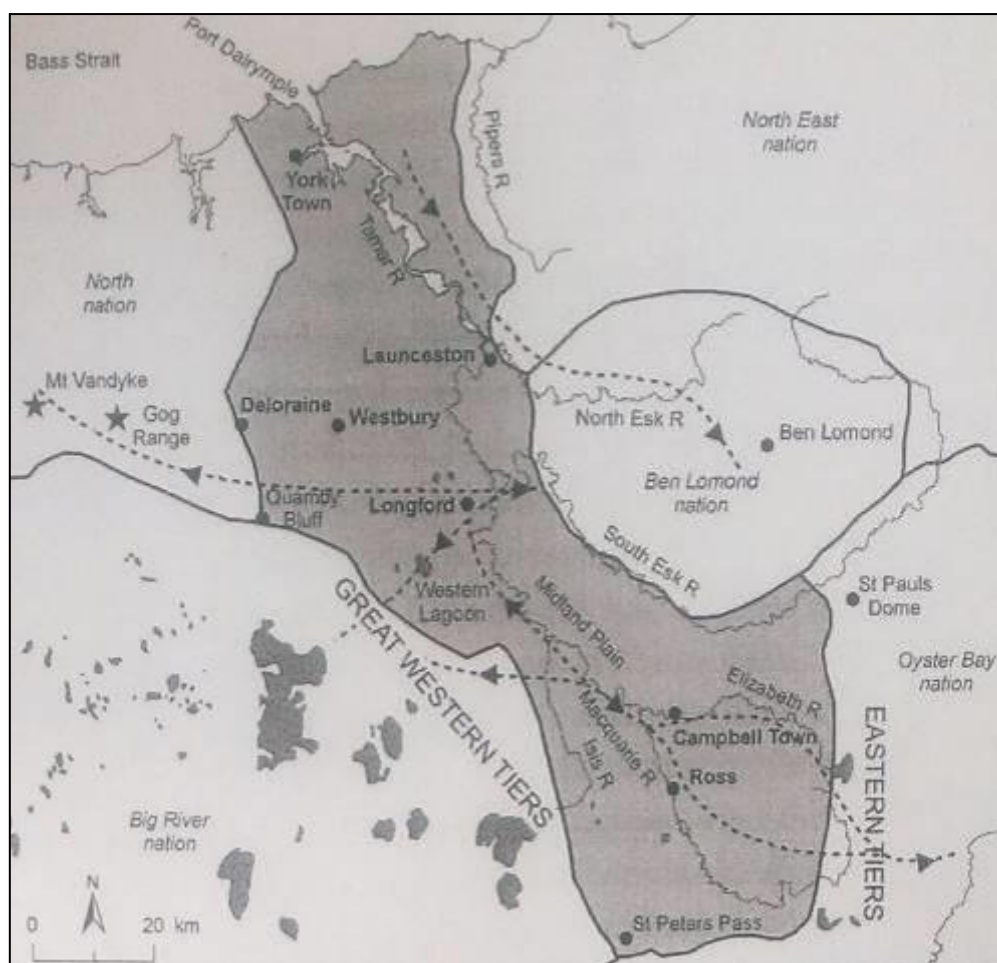 Bass Strait
Port Dalrymple
Pipers R
North East
nation
York
Town
Tamar R
North
nation
Launceston
Mt Vandyke
Gog
Range
Deloraine
Westbury
North Esk R
Ben Lomond
Ben Lomond
nation
Quamby
Bluff
Longford
South Esk R
Western
Lagoon
Midland Plain
St Pauls
Dome
GREAT WESTERN TIERS
Oyster Bay
nation
Elizabeth R
Campbell Town
Macquarie R
Isis R
Ross
EASTERN TIERS
Big River
nation
N
0 20 km
St Peters Pass